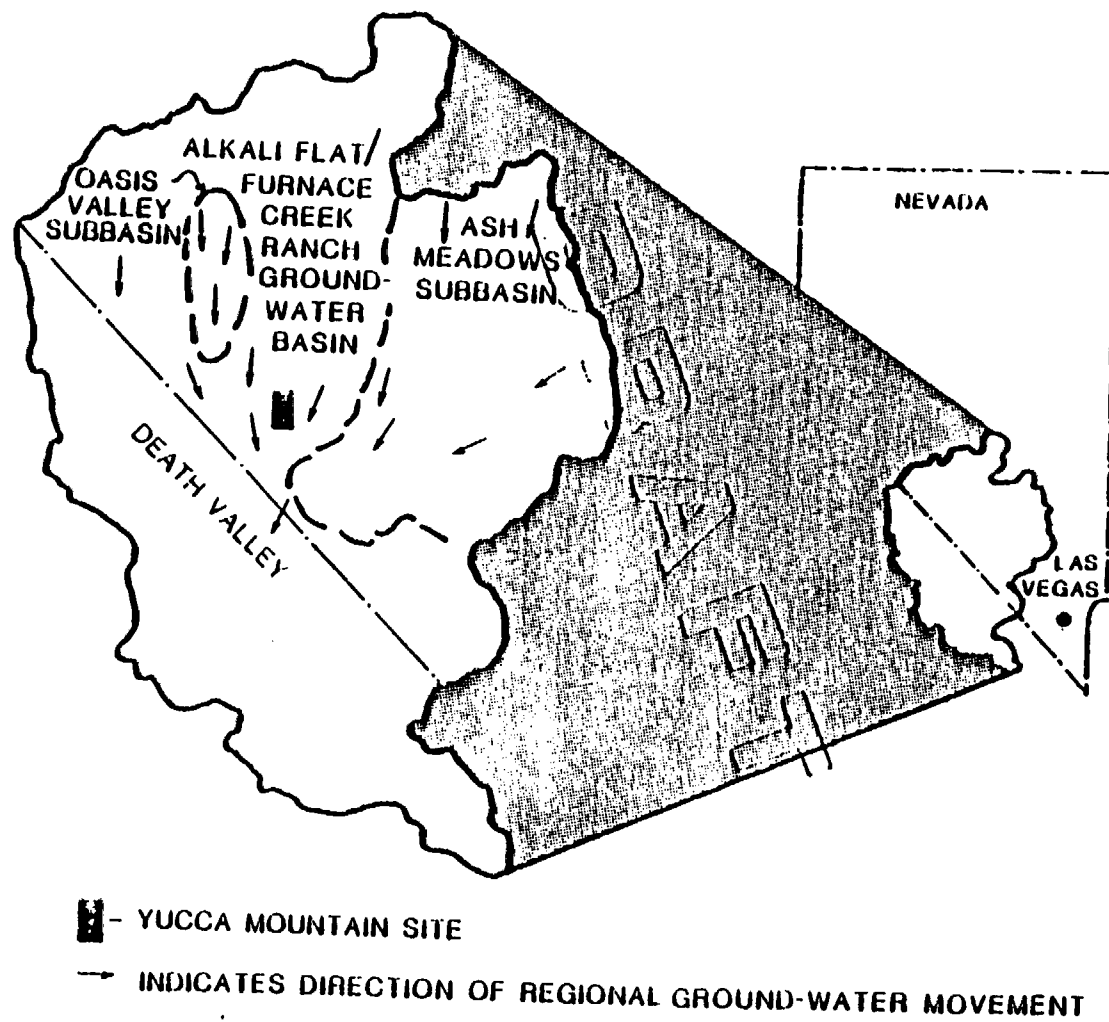 ALKALI FLAT/
FURNACE
CREEK
RANCH
GROUND-
WATER
BASIN
OASIS
VALLEY
SUBBASIN
ASH
MEADOWS
SUBBASIN
NEVADA
DEATH VALLEY
LAS
VEGAS
DRAFT
- YUCCA MOUNTAIN SITE
INDICATES DIRECTION OF REGIONAL GROUND-WATER MOVEMENT